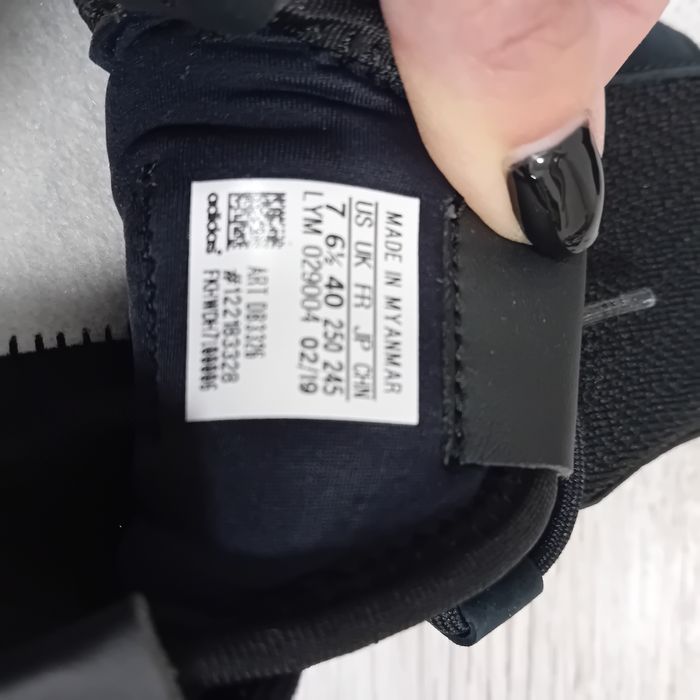 MADE IN MYANMAR
US UK FR JP CHN
7 6½ 40 250 245
LYM 029004 02/19
ART DB3326
#122183328
adidas